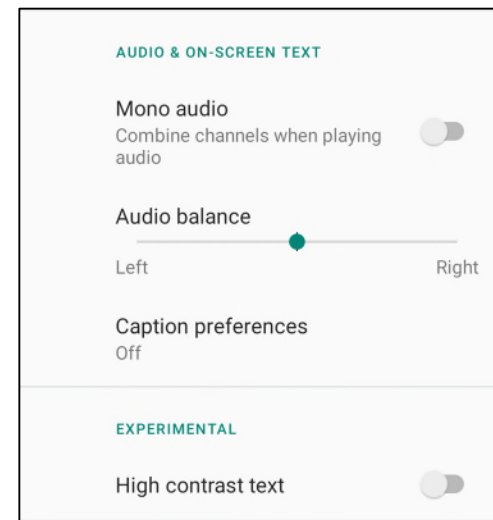 AUDIO & ON-SCREEN TEXT
Mono audio
Combine channels when playing
audio
Audio balance
Left Right
Caption preferences
Off
EXPERIMENTAL
High contrast text